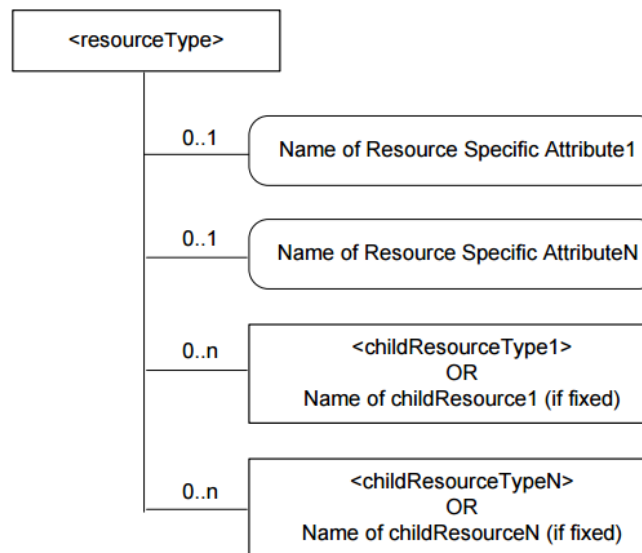 <resourceType>
0..1
Name of Resource Specific Attribute1
0..1
Name of Resource Specific AttributeN
0..n
<childResourceType1>
OR
Name of childResource1 (if fixed)
0..n
<childResourceTypeN>
OR
Name of childResourceN (if fixed)